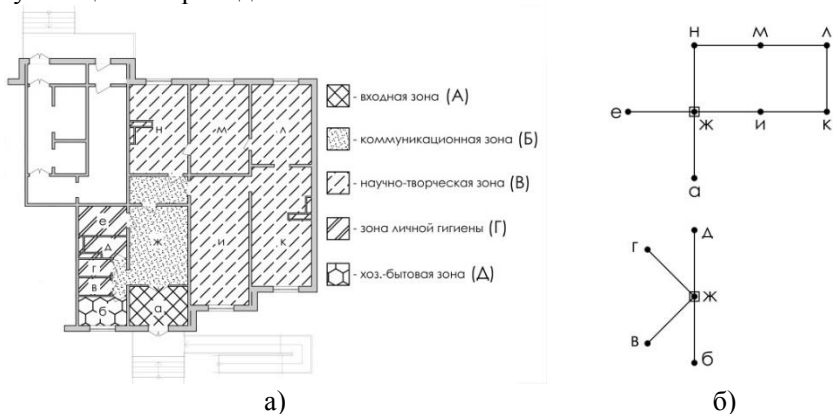 н
м
л
е
ж
и
к
д
г
в
б
а
- входная зона (А)
- коммуникационная зона (Б)
- научно-творческая зона (В)
- зона личной гигиены (Г)
- хоз.-бытовая зона (Д)
н м л
е ж и к
а
д
г
ж
в
б
а) б)